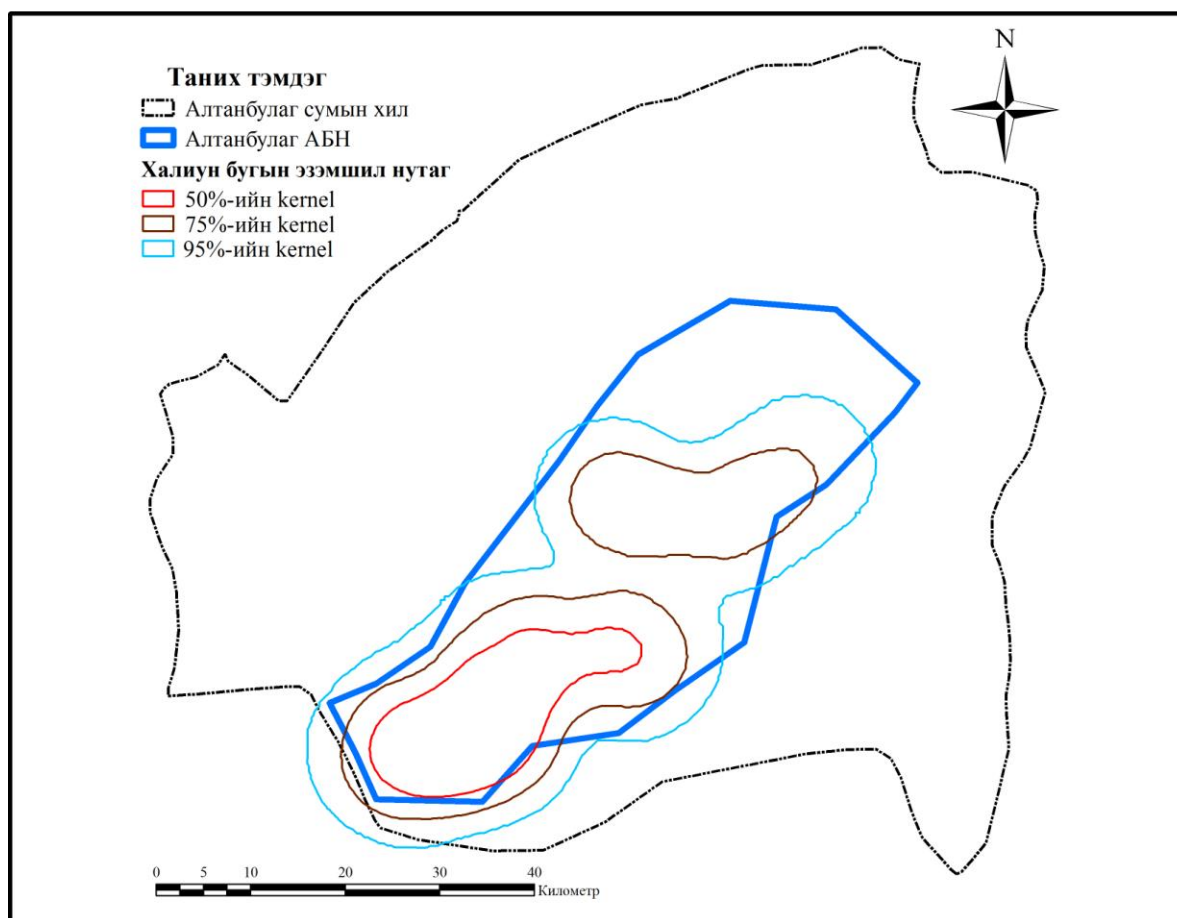 N
Таних тэмдэг
Алтанбулаг сумын хил
Алтанбулаг АБН
Халиун бугын эзэмшил нутаг
50%-ийн kernel
75%-ийн kernel
95%-ийн kernel
0 5 10 20 30 40
Километр